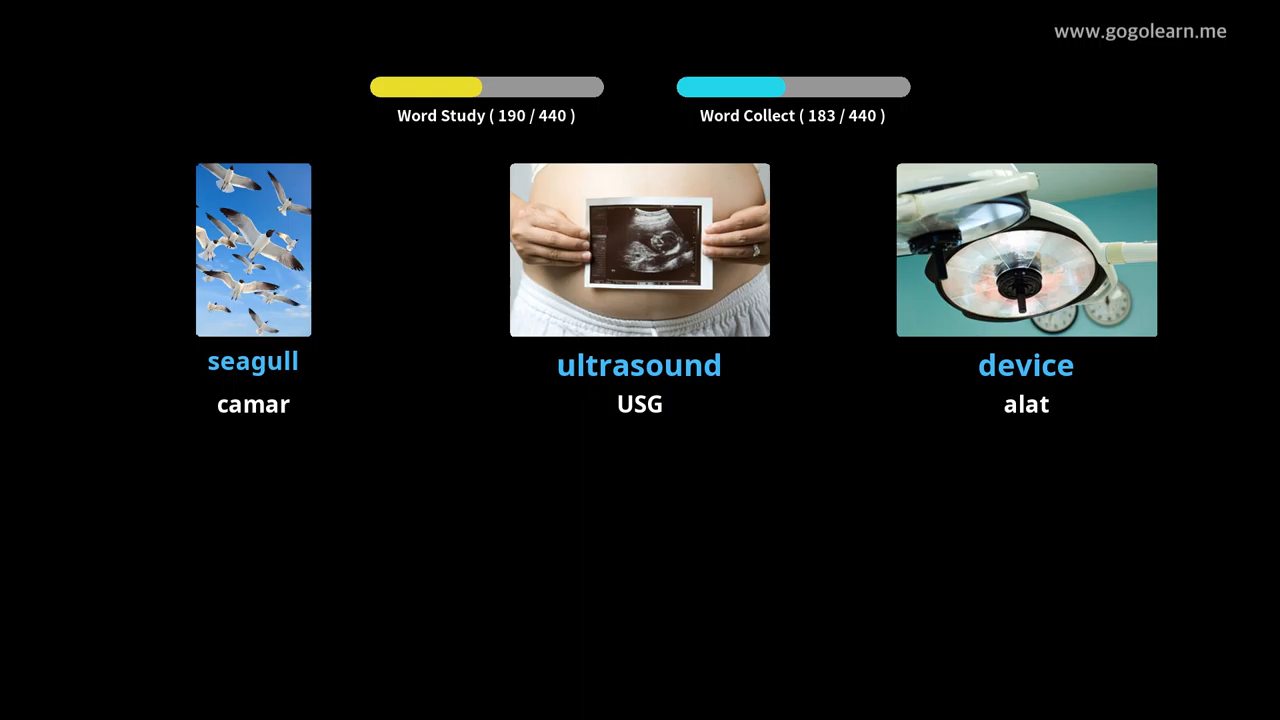 www.gogolearn.me
Word Study ( 190 / 440 )
Word Collect ( 183 / 440 )
seagull
ultrasound
device
camar
USG
alat